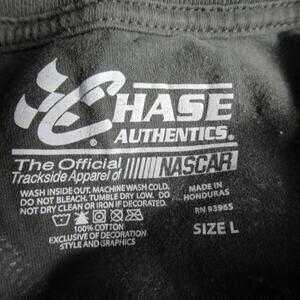 CHASE
AUTHENTICS®
The Official
Trackside Apparel of NASCAR
WASH INSIDE OUT. MACHINE WASH COLD.
DO NOT BLEACH. TUMBLE DRY LOW. DO
NOT DRY CLEAN OR IRON IF DECORATED.
100% COTTON
EXCLUSIVE OF DECORATION
STYLE AND GRAPHICS
MADE IN
HONDURAS
RN 93965
SIZE L